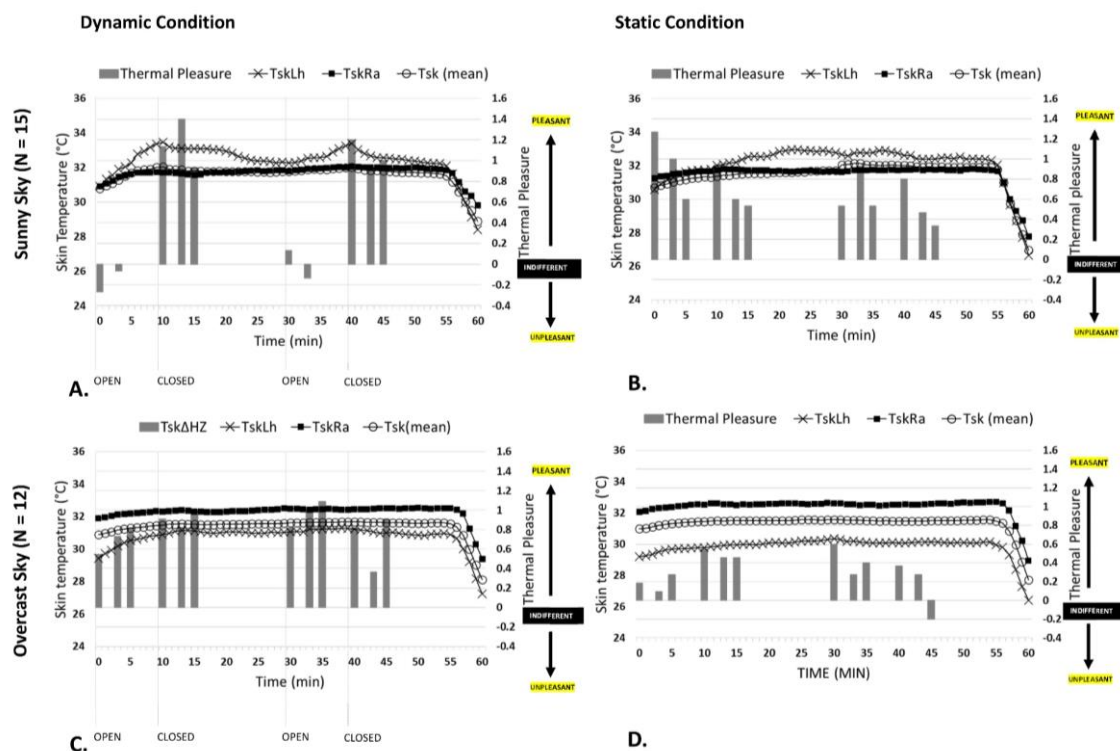 Dynamic Condition
Static Condition
Sunny Sky (N = 15)
Thermal Pleasure TskLh TskRa Tsk (mean)
Skin Temperature (°C)
36
34
32
30
28
26
24
1.6
1.4
1.2
1
0.8
0.6
0.4
0.2
0
-0.2
-0.4
Thermal Pleasure
PLEASANT
INDIFFERENT
UNPLEASANT
0 5 10 15 20 25 30 35 40 45 50 55 60
Time (min)
OPEN CLOSED OPEN CLOSED
A.
Thermal Pleasure TskLh TskRa Tsk (mean)
Skin Temperature (°C)
36
34
32
30
28
26
24
1.6
1.4
1.2
1
0.8
0.6
0.4
0.2
0
-0.2
-0.4
Thermal pleasure
PLEASANT
INDIFFERENT
UNPLEASANT
0 5 10 15 20 25 30 35 40 45 50 55 60
Time (min)
B.
Overcast Sky (N = 12)
TskΔHZ TskLh TskRa Tsk(mean)
Skin temperature (°C)
36
34
32
30
28
26
24
1.6
1.4
1.2
1
0.8
0.6
0.4
0.2
0
-0.2
-0.4
Thermal Pleasure
PLEASANT
INDIFFERENT
UNPLEASANT
0 5 10 15 20 25 30 35 40 45 50 55 60
Time (min)
OPEN CLOSED OPEN CLOSED
C.
Thermal Pleasure TskLh TskRa Tsk (mean)
Skin temperature (°C)
36
34
32
30
28
26
24
1.6
1.4
1.2
1
0.8
0.6
0.4
0.2
0
-0.2
-0.4
Thermal Pleasure
PLEASANT
INDIFFERENT
UNPLEASANT
0 5 10 15 20 25 30 35 40 45 50 55 60
TIME (MIN)
D.